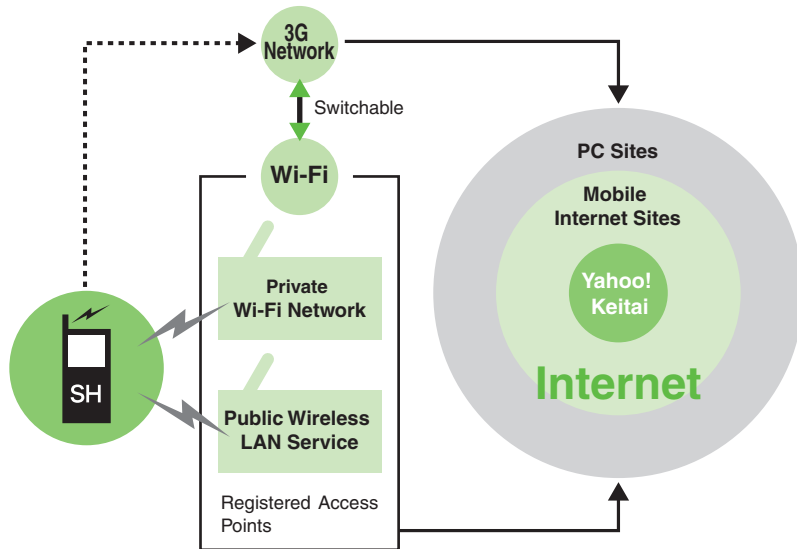 3G
Network
Switchable
Wi-Fi
Private
Wi-Fi Network
SH
Public Wireless
LAN Service
Registered Access
Points
PC Sites
Mobile
Internet Sites
Yahoo!
Keitai
Internet